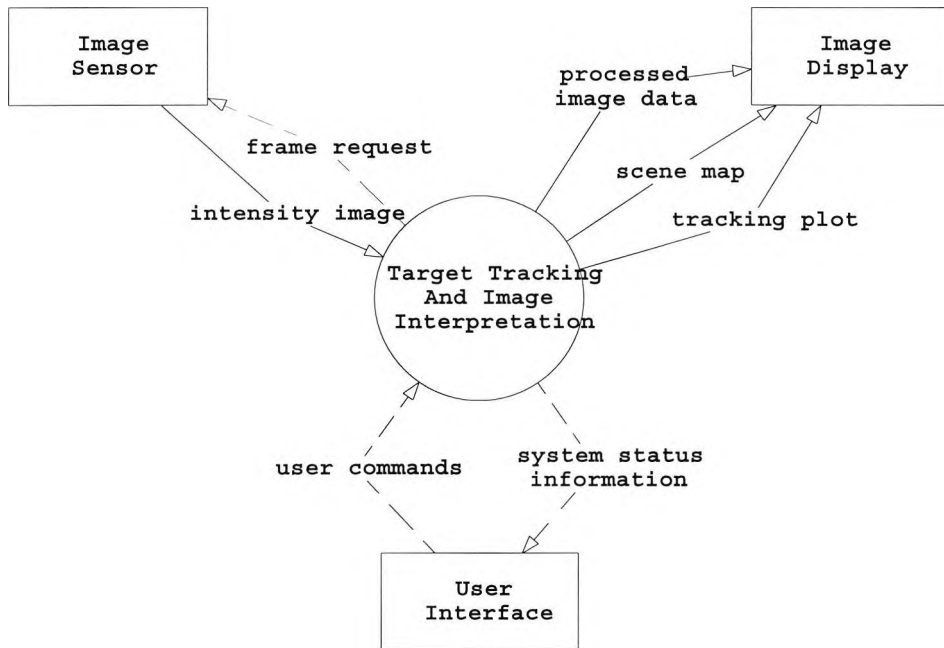 Image
Sensor
Image
Display
processed
image data
frame request
scene map
intensity image
tracking plot
Target Tracking
And Image
Interpretation
user commands
system status
information
User
Interface